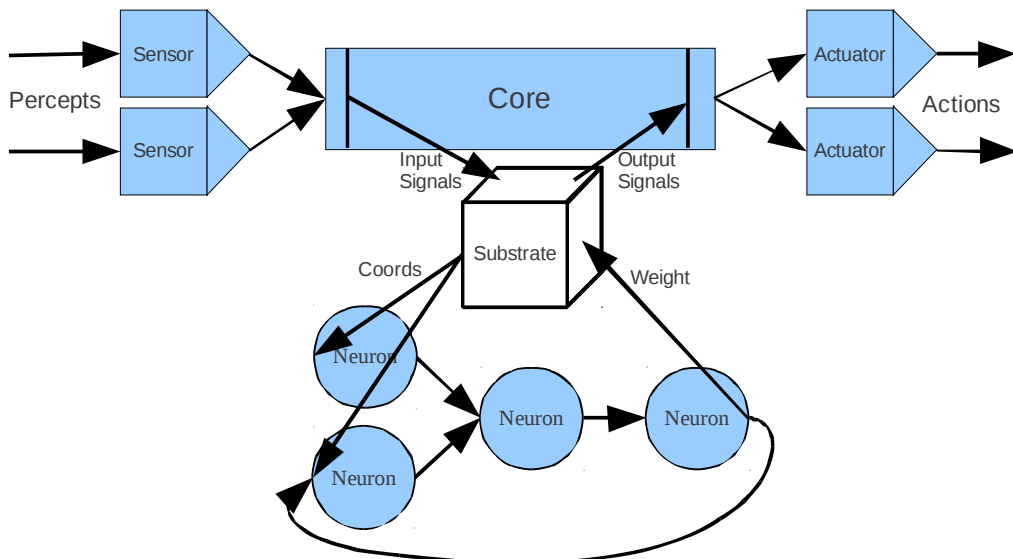 Sensor
Actuator
Percepts
Core
Actions
Sensor
Actuator
Input
Signals
Output
Signals
Substrate
Coords
Weight
Neuron
Neuron
Neuron
Neuron